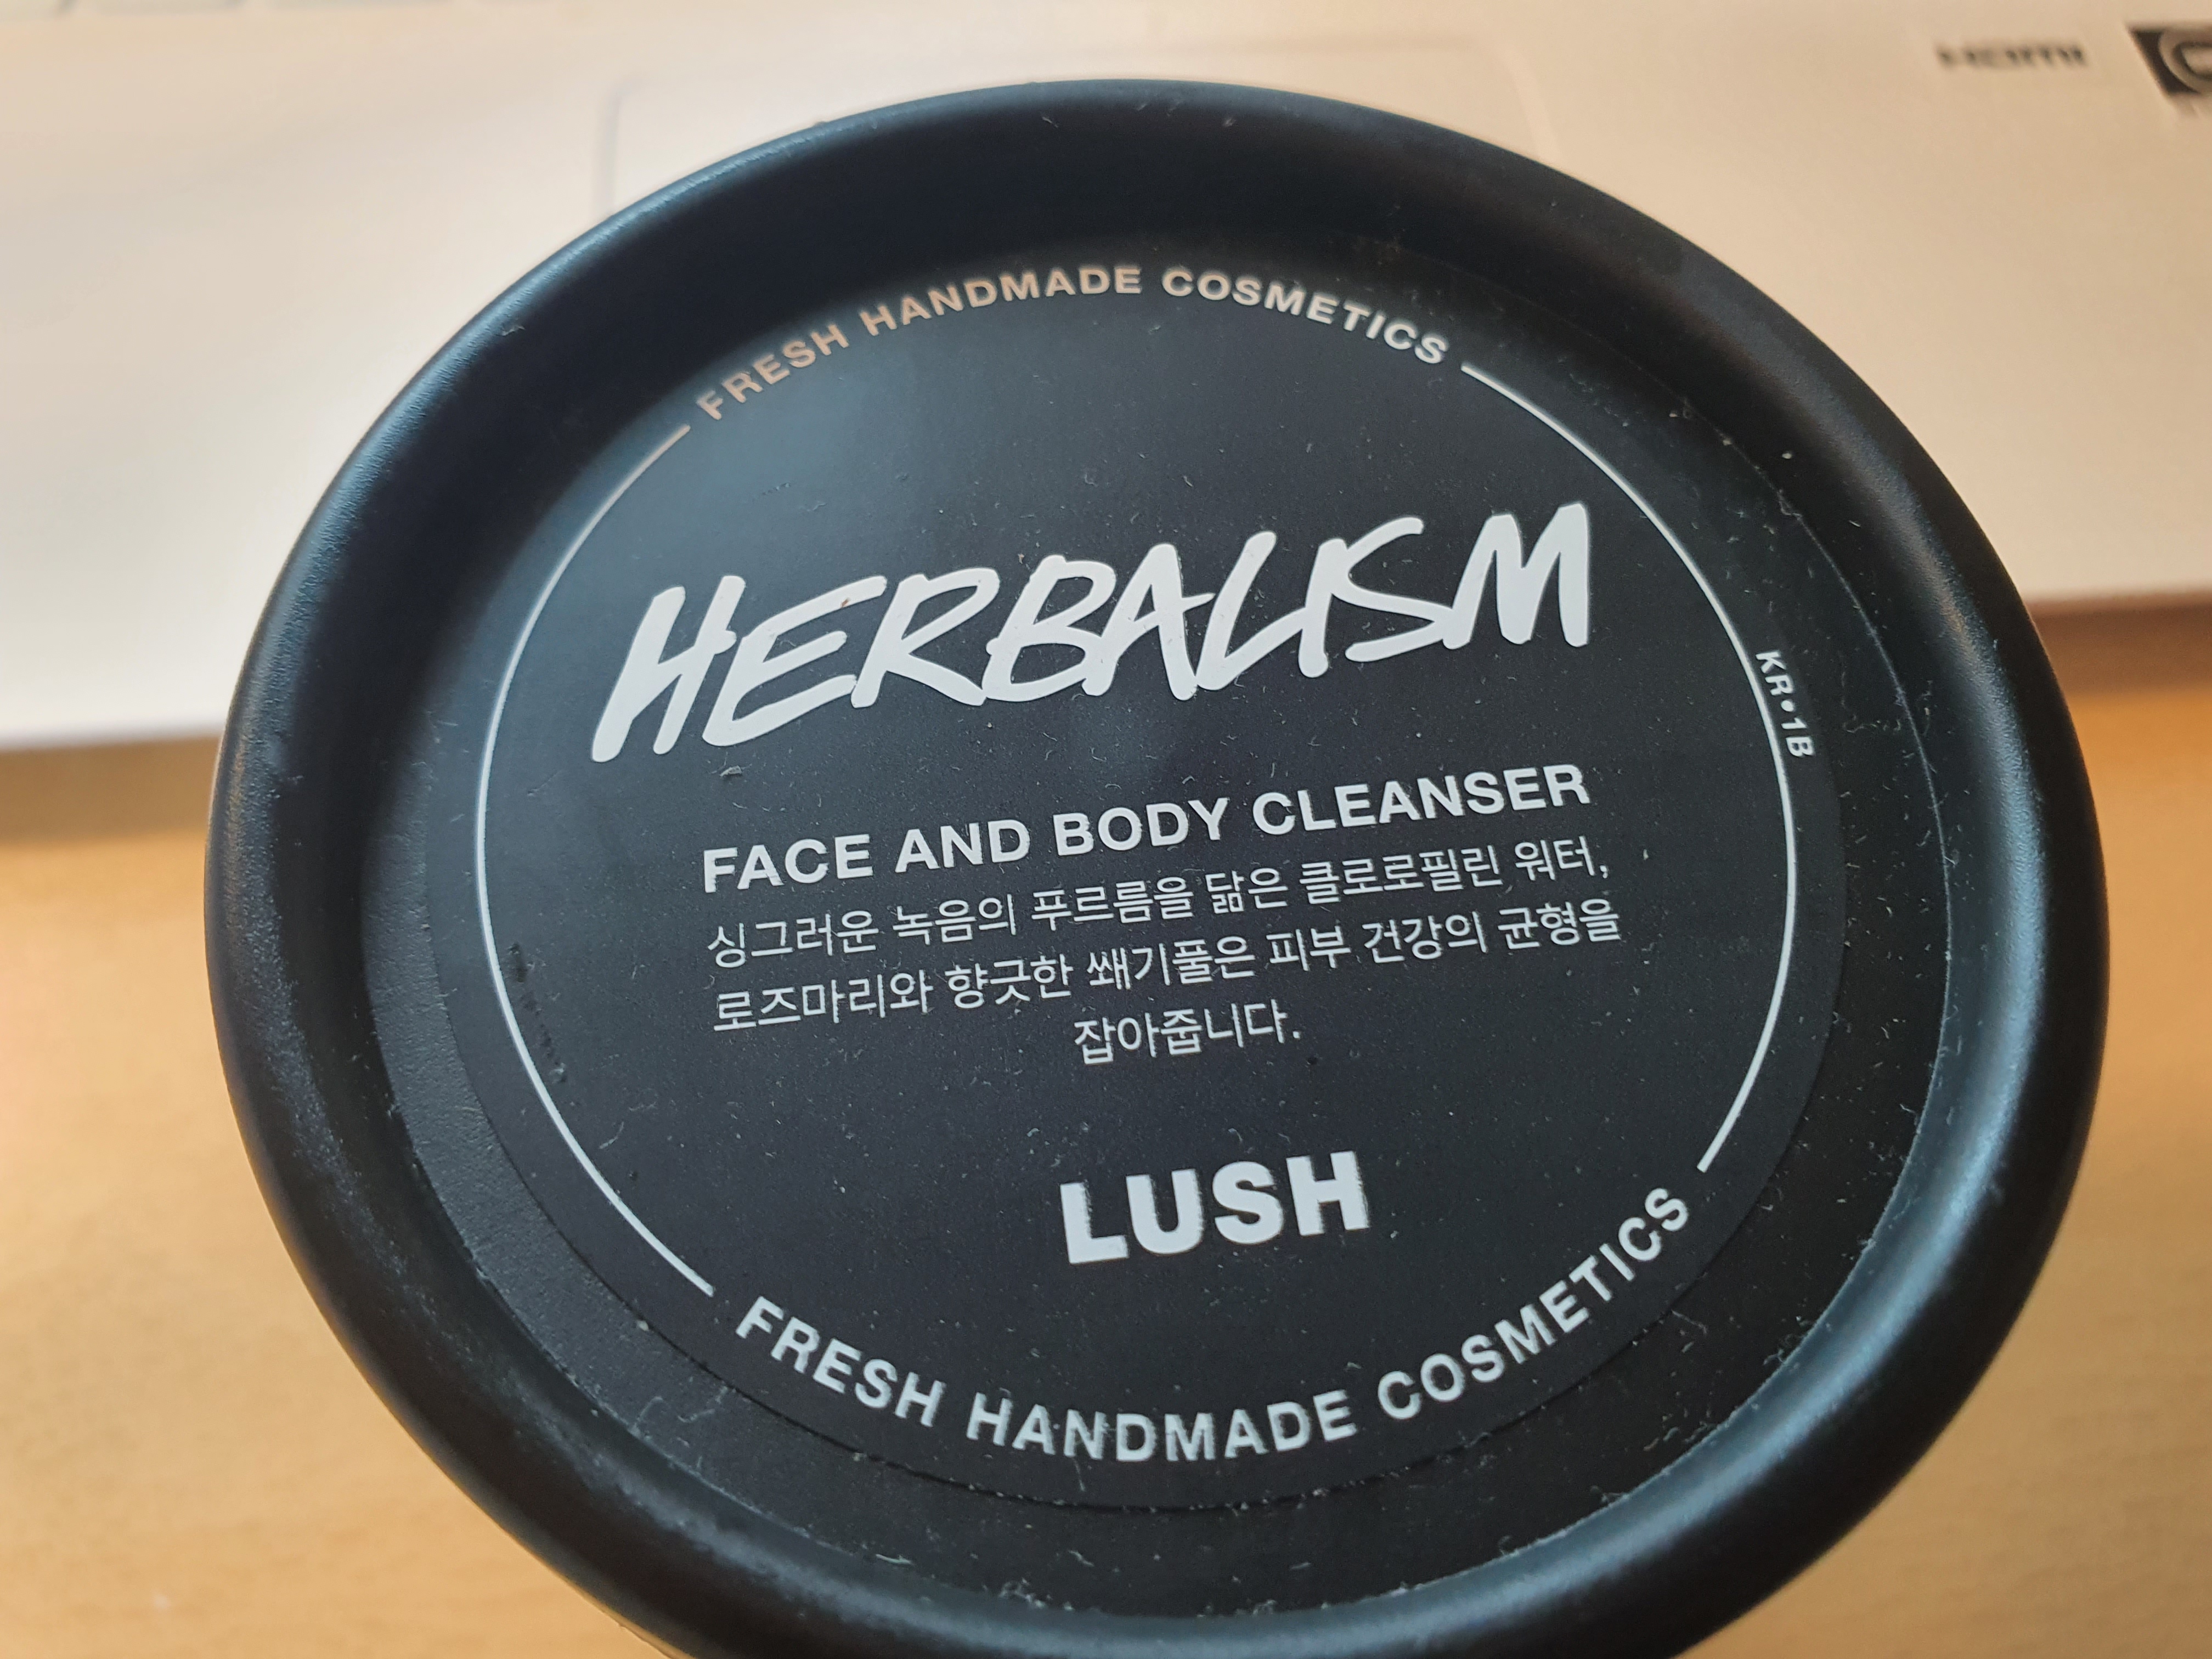 HDMI
FRESH HANDMADE COSMETICS
HERBALISM
KR•1B
FACE AND BODY CLEANSER
싱그러운 녹음의 푸르름을 닮은 클로로필린 워터,
로즈마리와 향긋한 쐐기풀은 피부 건강의 균형을
잡아줍니다.
LUSH
FRESH HANDMADE COSMETICS